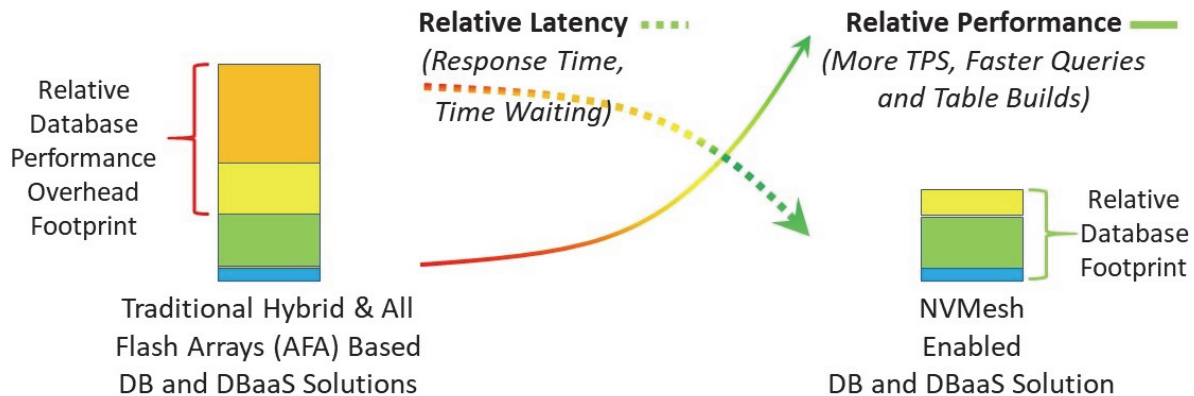 Relative
Database
Performance
Overhead
Footprint
Traditional Hybrid & All
Flash Arrays (AFA) Based
DB and DBaaS Solutions
Relative Latency
(Response Time,
Time Waiting)
Relative Performance
(More TPS, Faster Queries
and Table Builds)
Relative
Database
Footprint
NVMesh
Enabled
DB and DBaaS Solution